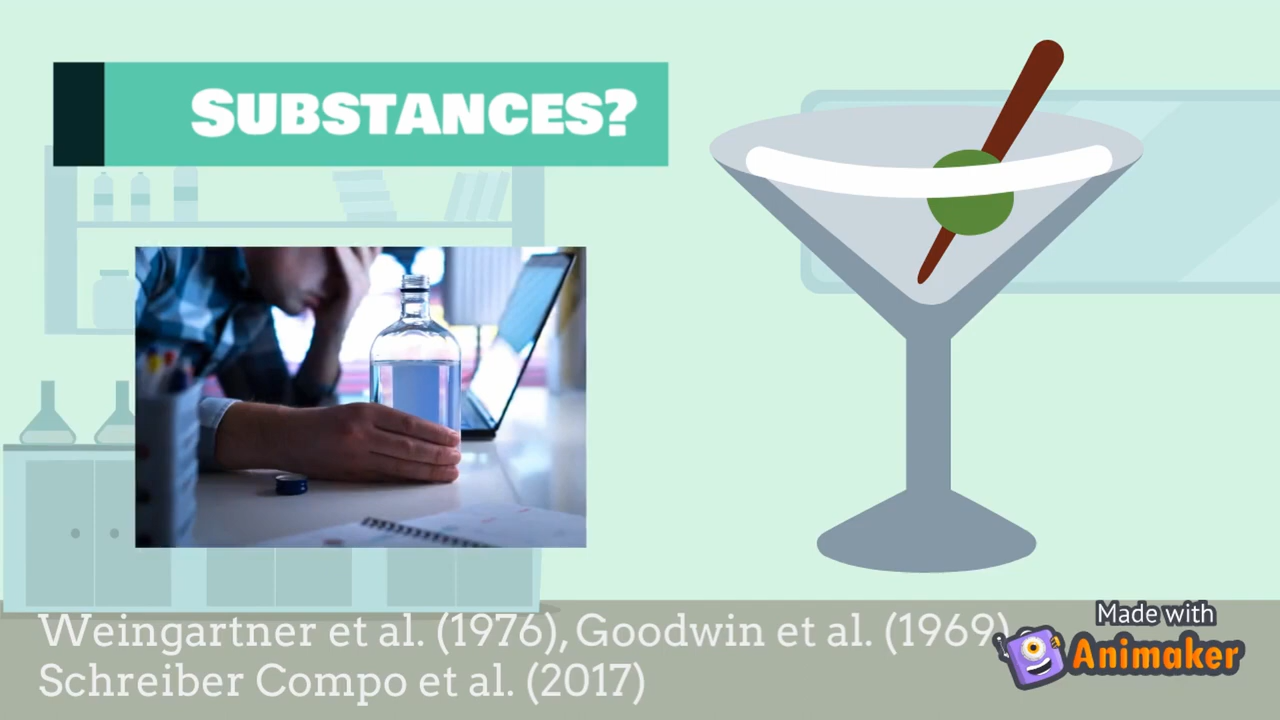 SUBSTANCES?
Weingartner et al. (1976), Goodwin et al. (1969)
Schreiber Compo et al. (2017)
Made with
Animaker